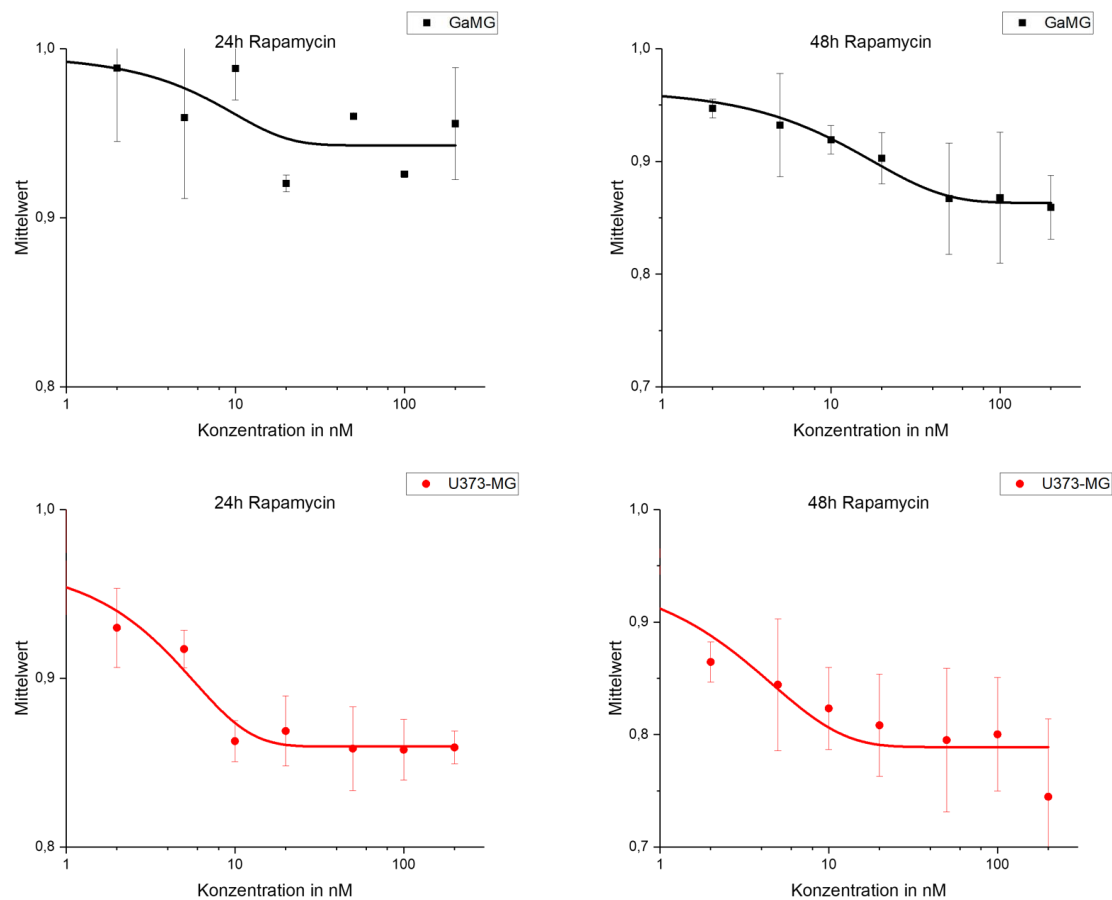 GaMG
24h Rapamycin
1,0
0,9
0,8
Mittelwert
1
10
100
Konzentration in nM
GaMG
48h Rapamycin
1,0
0,9
0,8
0,7
Mittelwert
1
10
100
Konzentration in nM
U373-MG
24h Rapamycin
1,0
0,9
0,8
Mittelwert
1
10
100
Konzentration in nM
U373-MG
48h Rapamycin
1,0
0,9
0,8
0,7
Mittelwert
1
10
100
Konzentration in nM